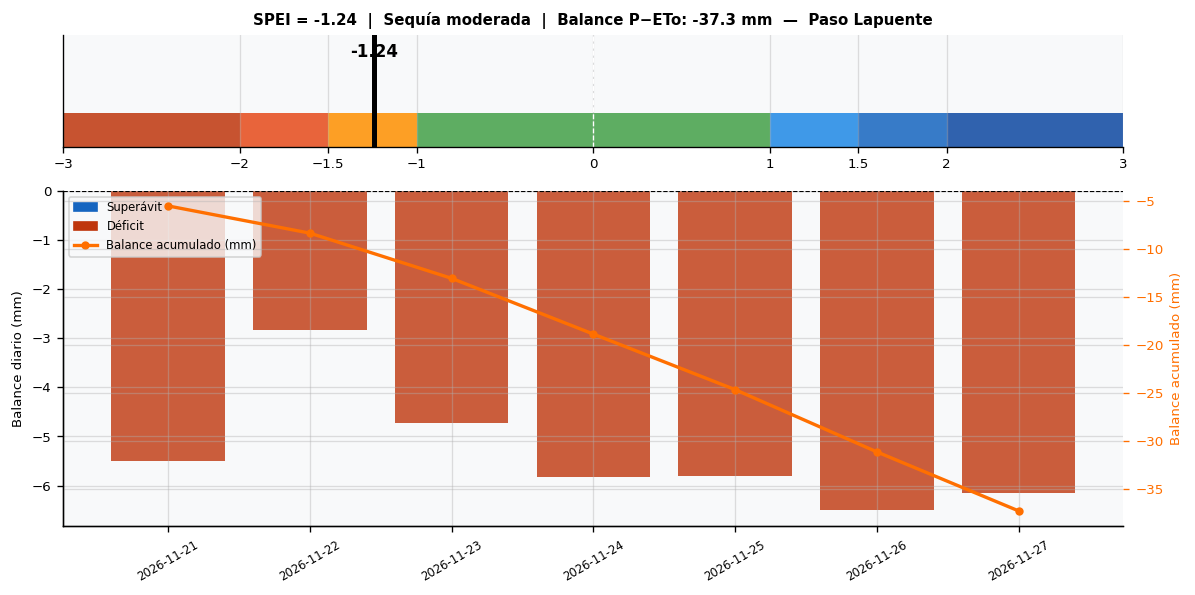 SPEI = -1.24  |  Sequía moderada  |  Balance P−ETo: -37.3 mm  —  Paso Lapuente
-1.24
−3 −2 −1.5 −1 0 1 1.5 2 3
Superávit
Déficit
Balance acumulado (mm)
Balance diario (mm)
0
−1
−2
−3
−4
−5
−6
−5
−10
−15
−20
−25
−30
−35
Balance acumulado (mm)
2026-11-21 2026-11-22 2026-11-23 2026-11-24 2026-11-25 2026-11-26 2026-11-27